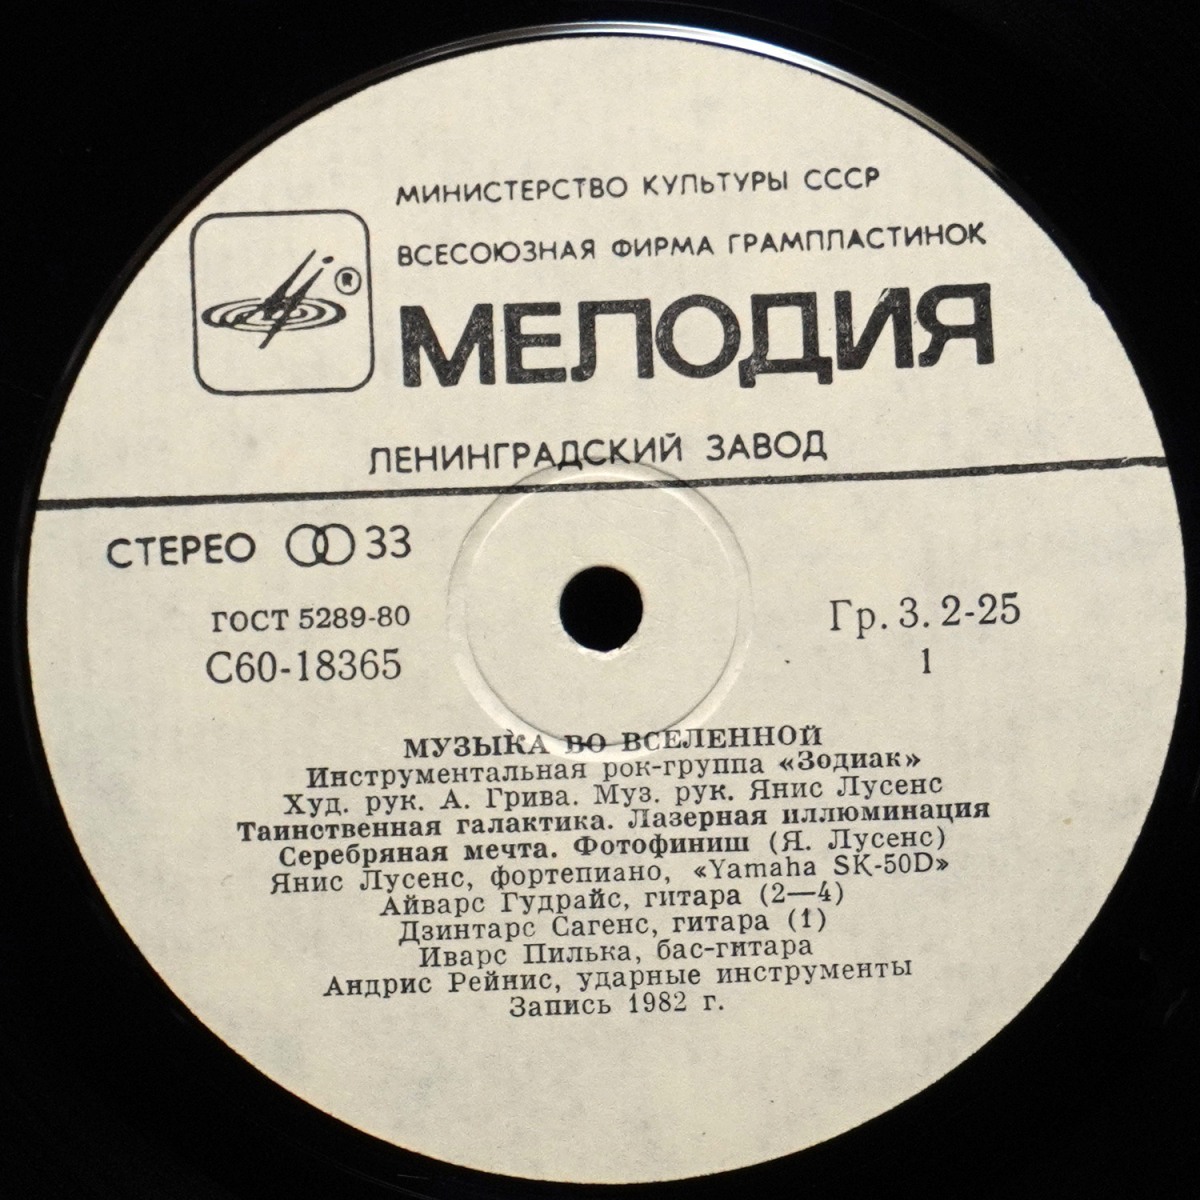 МИНИСТЕРСТВО КУЛЬТУРЫ СССР
ВСЕСОЮЗНАЯ ФИРМА ГРАМПЛАСТИНОК
®
МЕЛОДИЯ
ЛЕНИНГРАДСКИЙ ЗАВОД
СТЕРЕО 33
ГОСТ 5289-80
С60-18365
Гр. 3. 2-25
1
МУЗЫКА ВО ВСЕЛЕННОЙ
Инструментальная рок-группа «Зодиак»
Худ. рук. А. Грива. Муз. рук. Янис Лусенс
Таинственная галактика. Лазерная иллюминация
Серебряная мечта. Фотофиниш (Я. Лусенс)
Янис Лусенс, фортепиано, «Yamaha SK-50D»
Айварс Гудрайс, гитара (2—4)
Дзинтарс Сагенс, гитара (1)
Иварс Пилька, бас-гитара
Андрис Рейнис, ударные инструменты
Запись 1982 г.